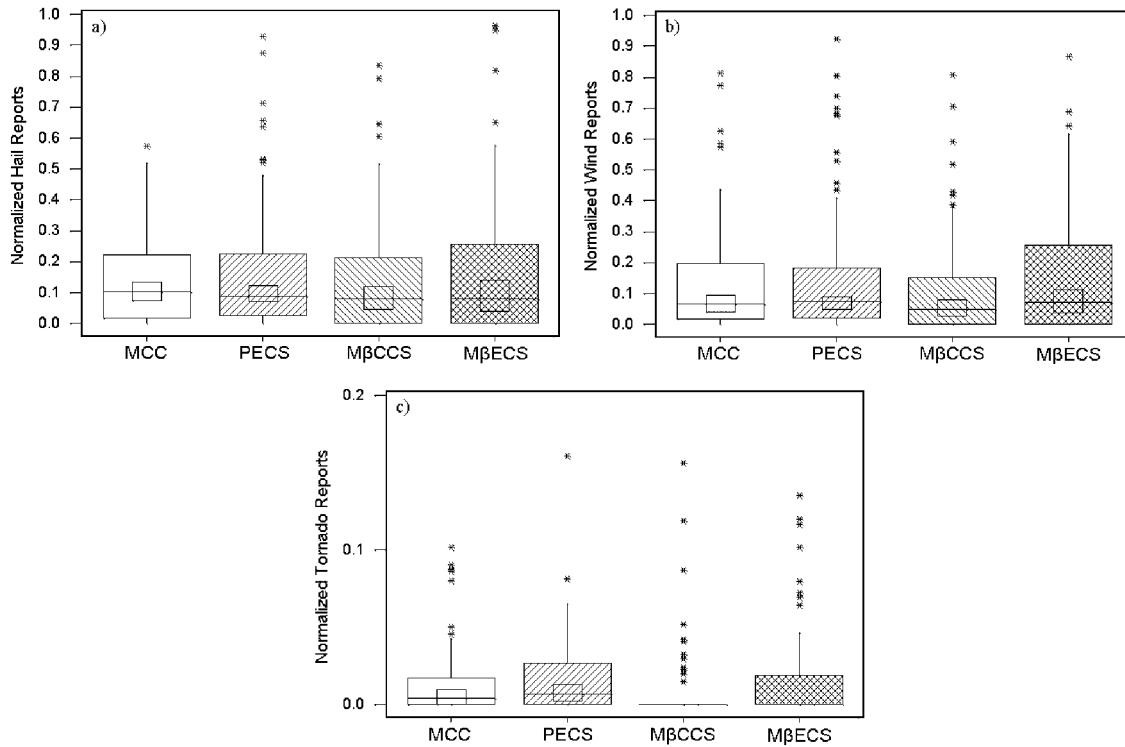 a)
Normalized Hail Reports
1.0
0.9
0.8
0.7
0.6
0.5
0.4
0.3
0.2
0.1
0.0
MCC PECS MβCCS MβECS
b)
Normalized Wind Reports
1.0
0.9
0.8
0.7
0.6
0.5
0.4
0.3
0.2
0.1
0.0
MCC PECS MβCCS MβECS
c)
Normalized Tornado Reports
0.2
0.1
0.0
MCC PECS MβCCS MβECS